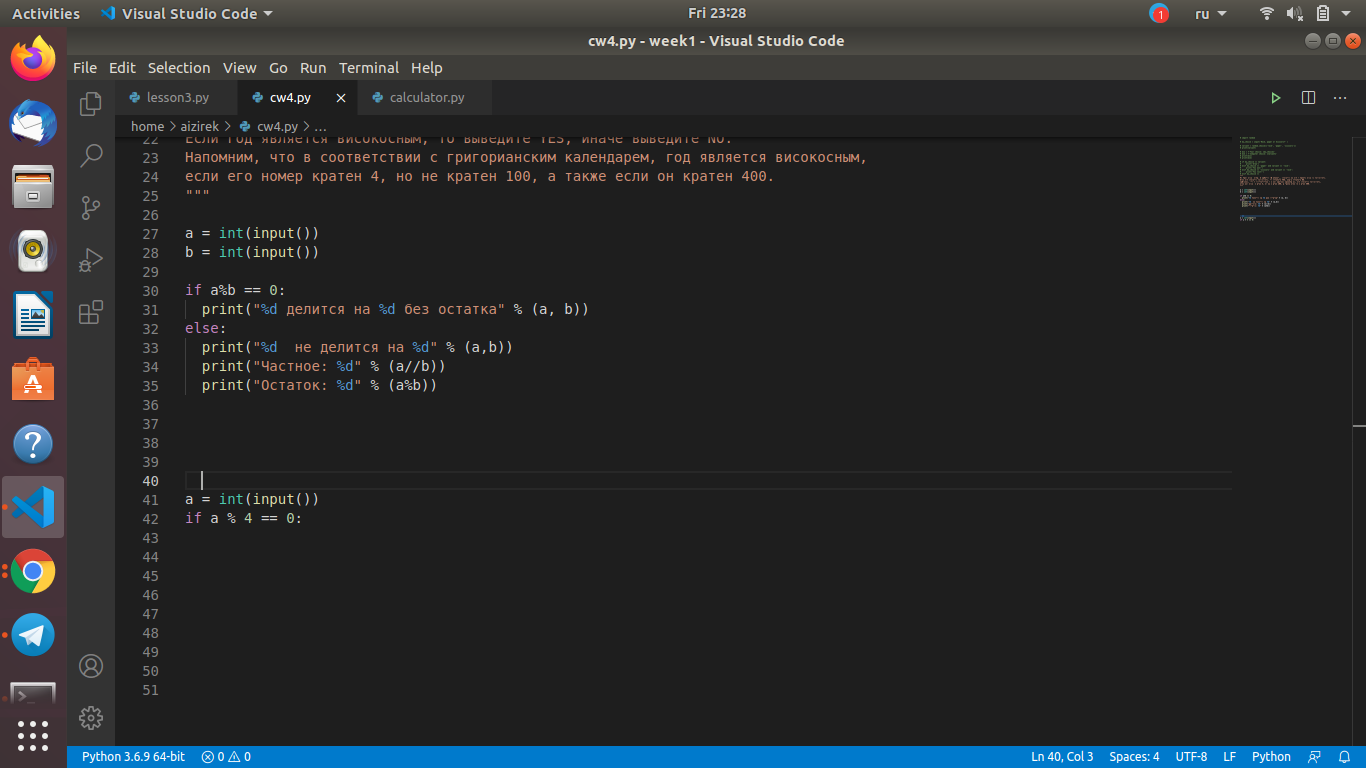 Activities
Visual Studio Code
Fri 23:28
1
ru
cw4.py - week1 - Visual Studio Code
File Edit Selection View Go Run Terminal Help
lesson3.py
cw4.py
calculator.py
home > aizirek > cw4.py > ...
22 Если год является високосным, то выведите YES, иначе выведите NO.
23 Напомним, что в соответствии с григорианским календарем, год является високосным,
24 если его номер кратен 4, но не кратен 100, а также если он кратен 400.
25 """
26
27 a = int(input())
28 b = int(input())
29
30 if a%b == 0:
31 print("%d делится на %d без остатка" % (a, b))
32 else:
33 print("%d  не делится на %d" % (a,b))
34 print("Частное: %d" % (a//b))
35 print("Остаток: %d" % (a%b))
36
37
38
39
40
41 a = int(input())
42 if a % 4 == 0:
43
44
45
46
47
48
49
50
51
Python 3.6.9 64-bit
0 0
Ln 40, Col 3
Spaces: 4
UTF-8
LF
Python